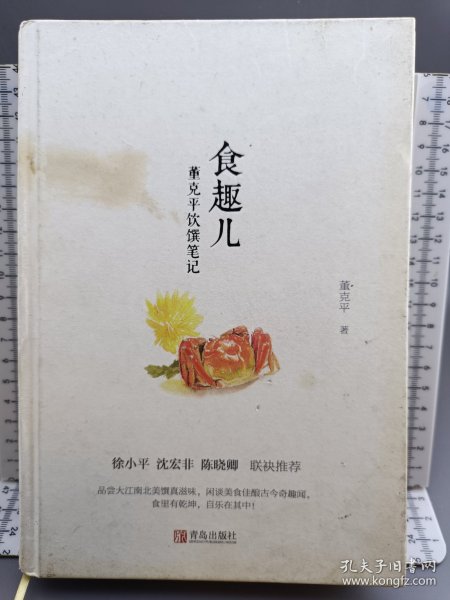 食趣儿
董克平饮馔笔记
董克平 著
徐小平 沈宏非 陈晓卿 联袂推荐
品尝大江南北美馔真滋味，闲谈美食佳酿古今奇趣闻。
食里有乾坤，自乐在其中！
青岛出版社
孔夫子旧书网
www.kongfz.com